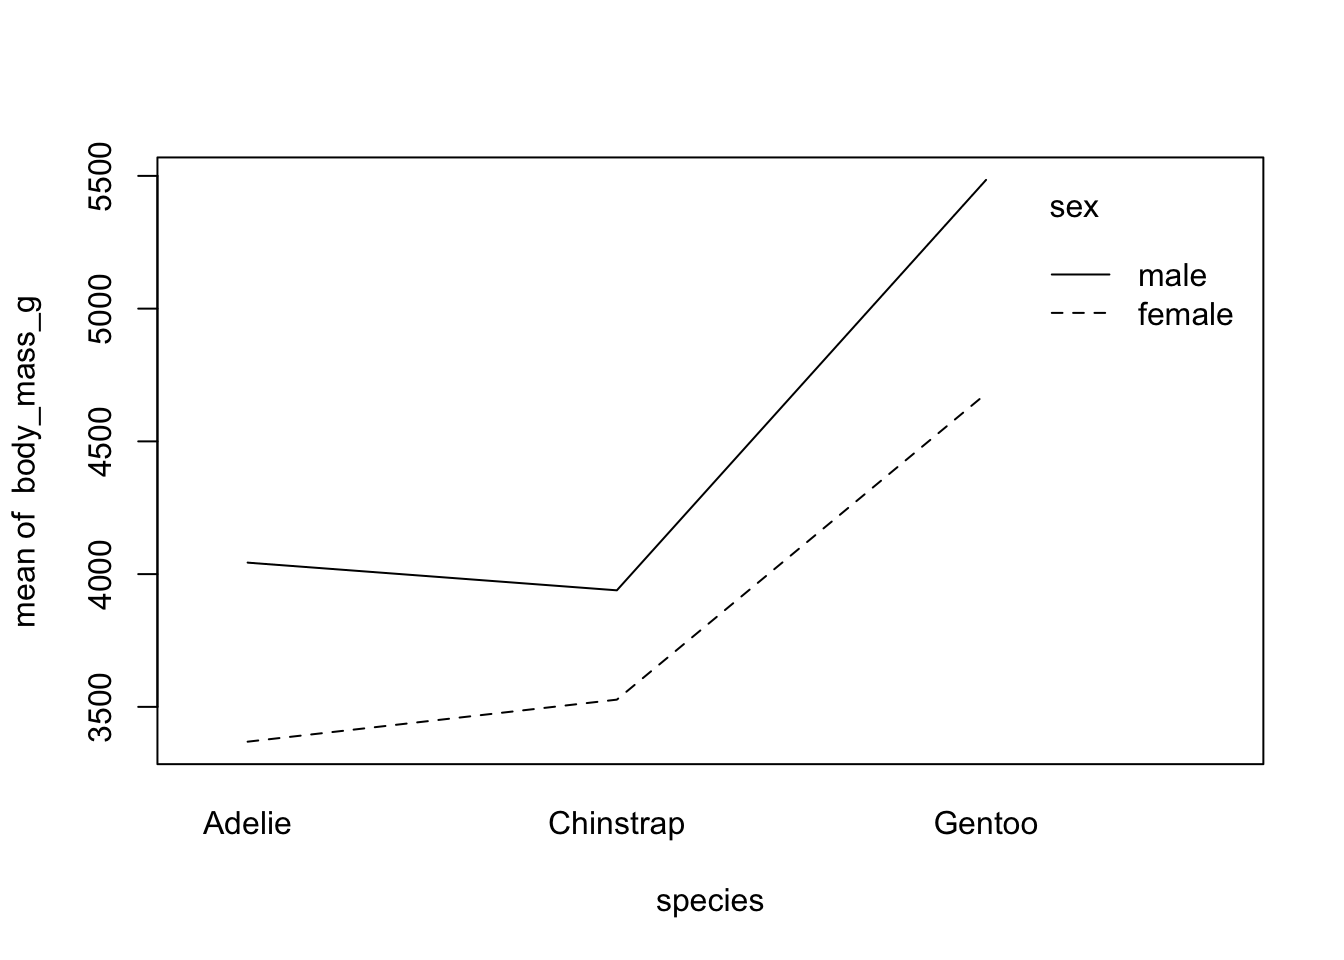 5500
5000
4500
4000
3500
mean of  body_mass_g
sex
male
female
Adelie
Chinstrap
Gentoo
species